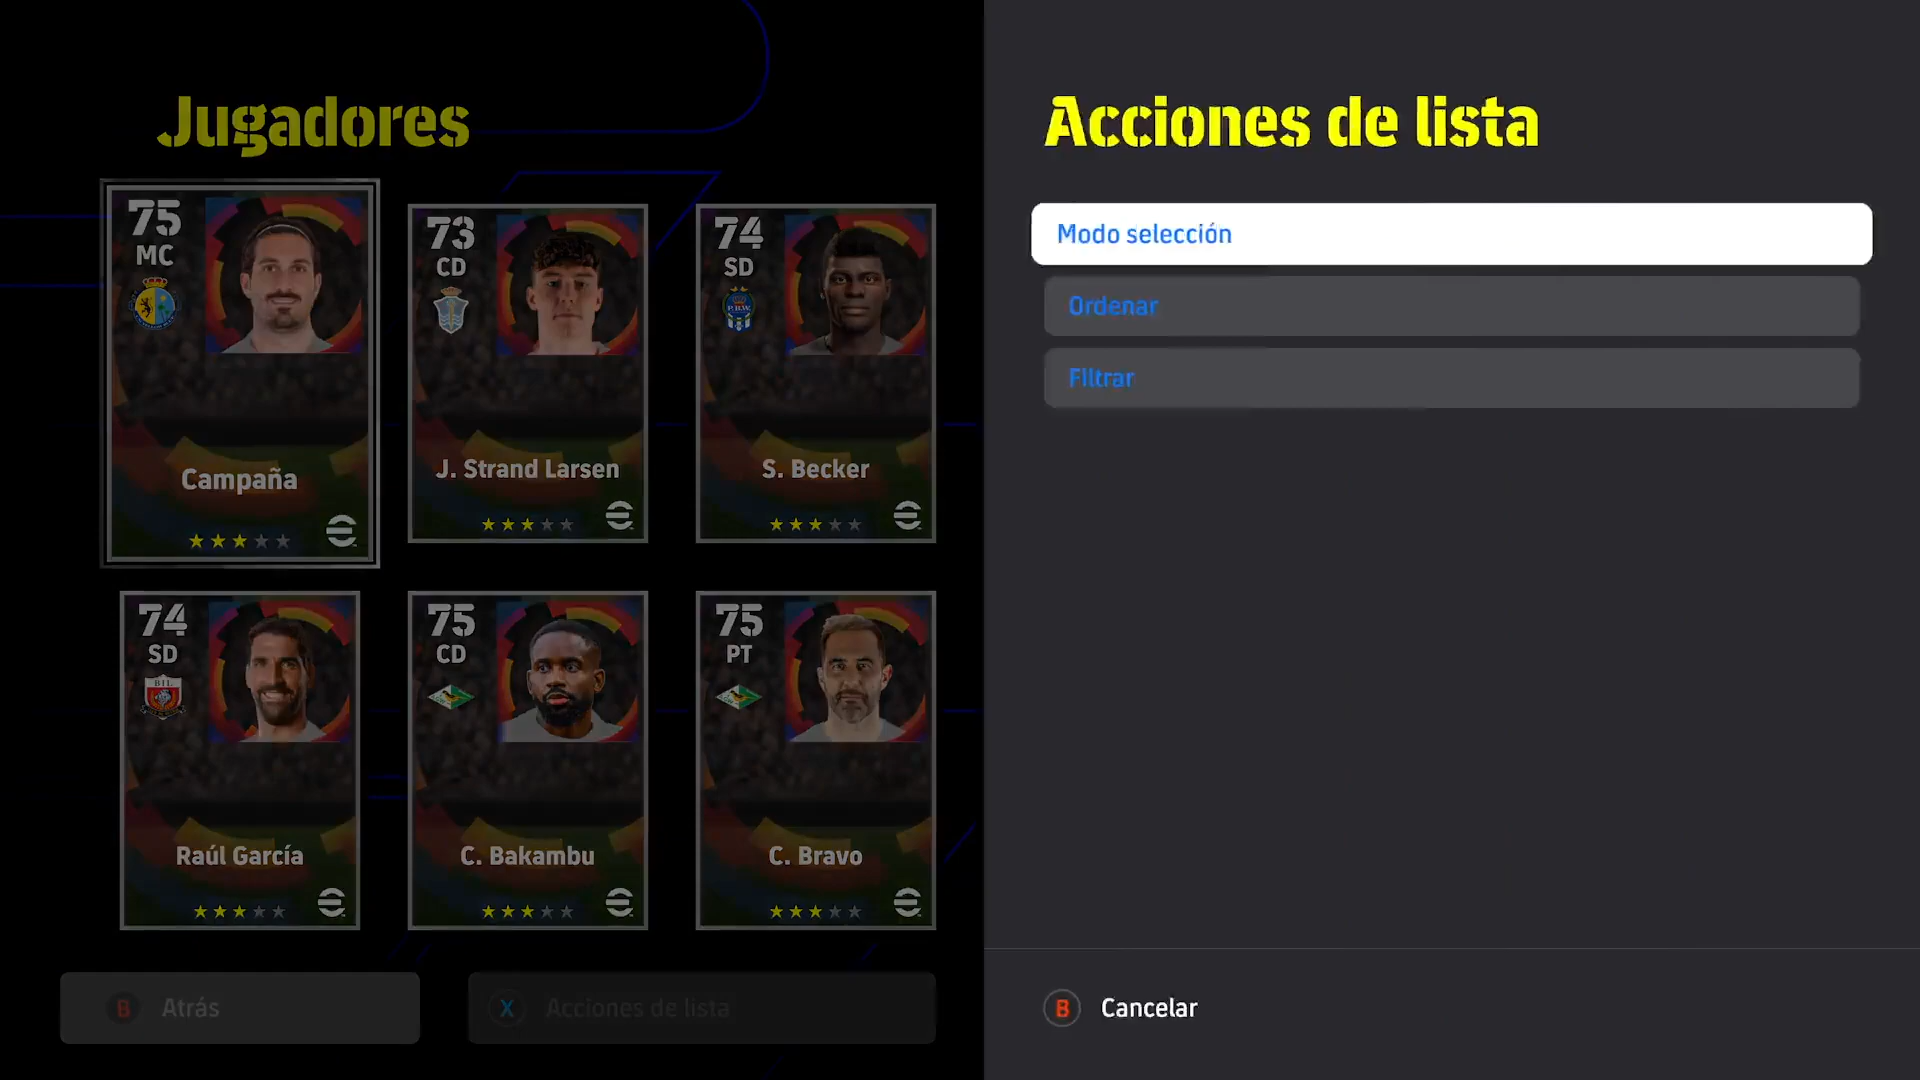 Jugadores
75
MC
Campaña
73
CD
J. Strand Larsen
74
SD
P.B.W.
S. Becker
74
SD
BIL
Raúl García
75
CD
C. Bakambu
75
PT
C. Bravo
B Atrás
X Acciones de lista
Acciones de lista
Modo selección
Ordenar
Filtrar
B Cancelar